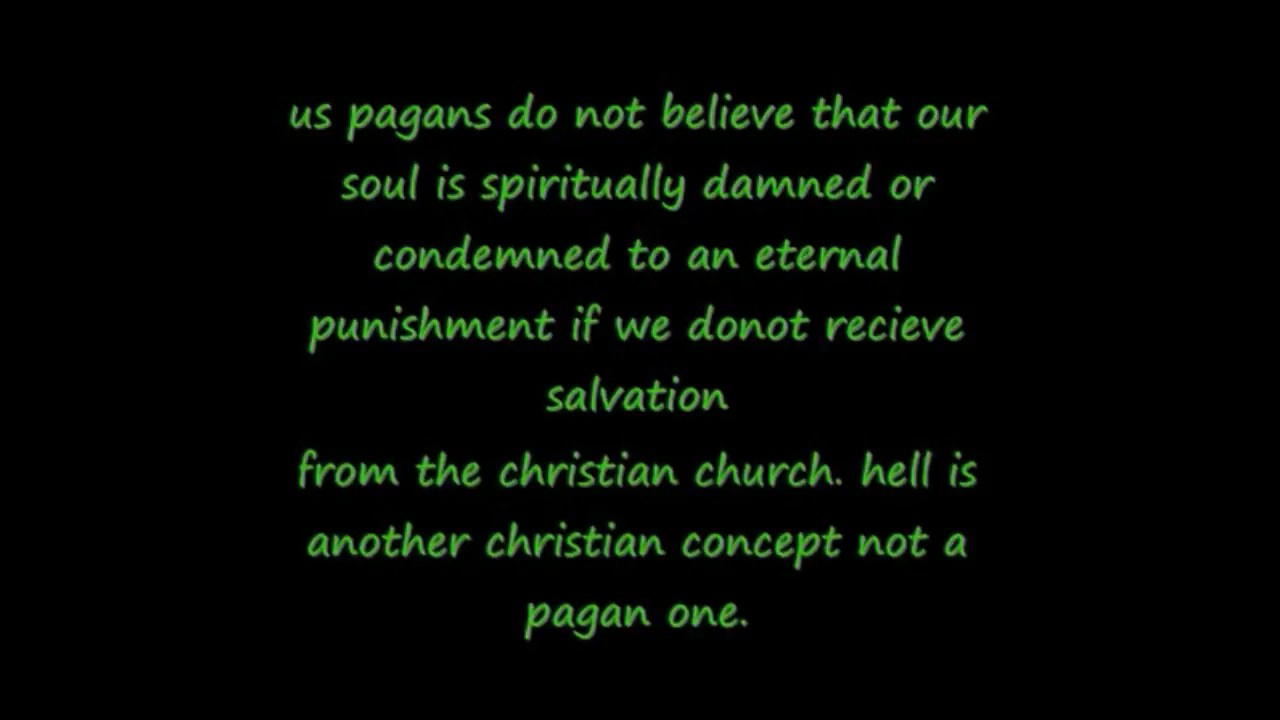 us pagans do not believe that our
soul is spiritually damned or
condemned to an eternal
punishment if we donot recieve
salvation
from the christian church. hell is
another christian concept not a
pagan one.